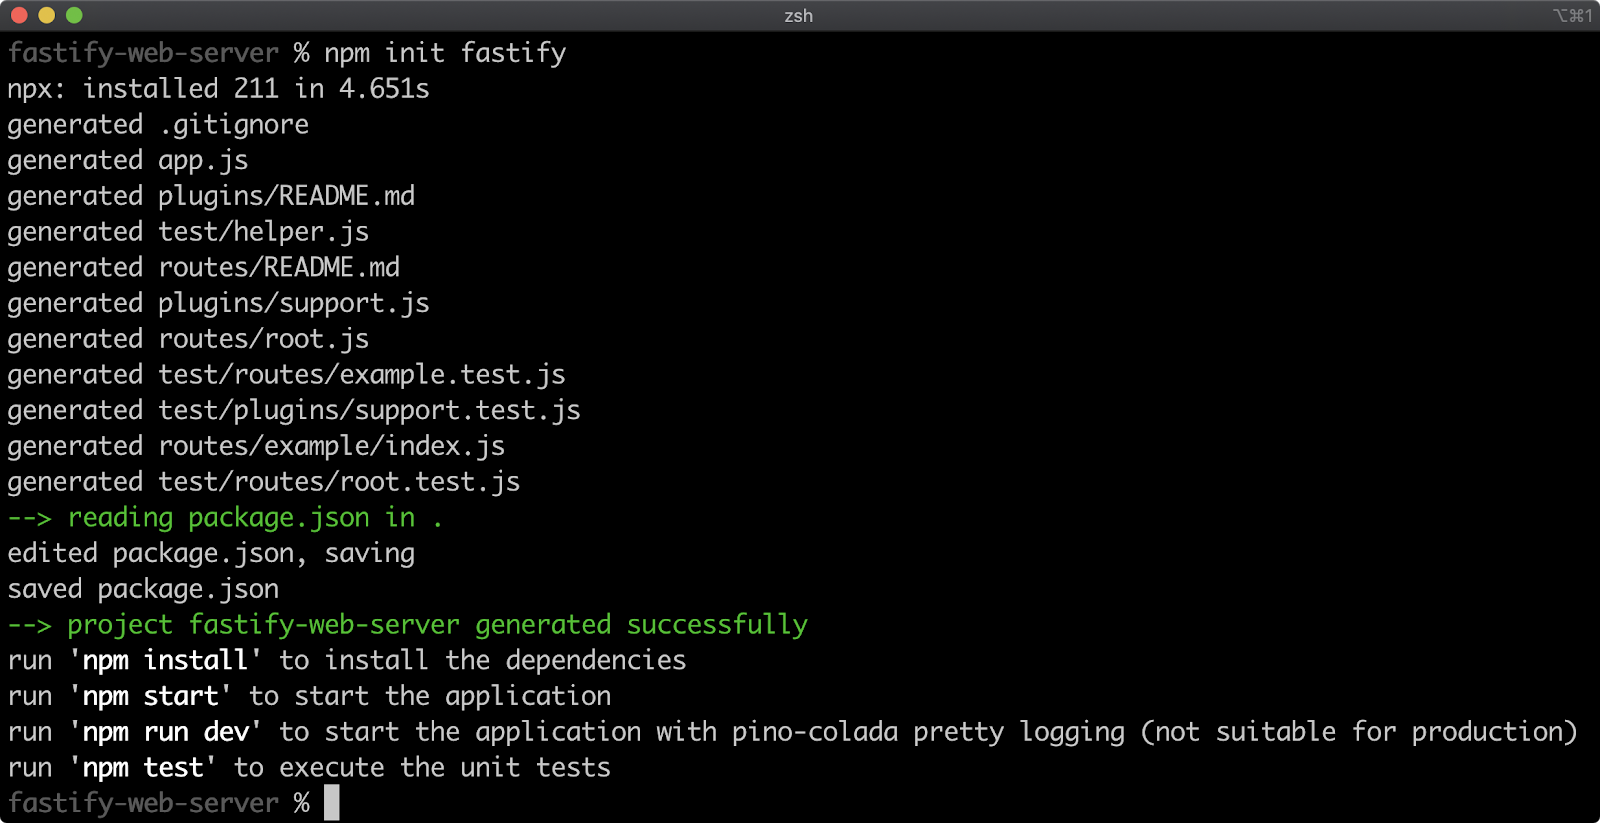 zsh
⌥⌘1
fastify-web-server % npm init fastify
npx: installed 211 in 4.651s
generated .gitignore
generated app.js
generated plugins/README.md
generated test/helper.js
generated routes/README.md
generated plugins/support.js
generated routes/root.js
generated test/routes/example.test.js
generated test/plugins/support.test.js
generated routes/example/index.js
generated test/routes/root.test.js
--> reading package.json in .
edited package.json, saving
saved package.json
--> project fastify-web-server generated successfully
run 'npm install' to install the dependencies
run 'npm start' to start the application
run 'npm run dev' to start the application with pino-colada pretty logging (not suitable for production)
run 'npm test' to execute the unit tests
fastify-web-server %